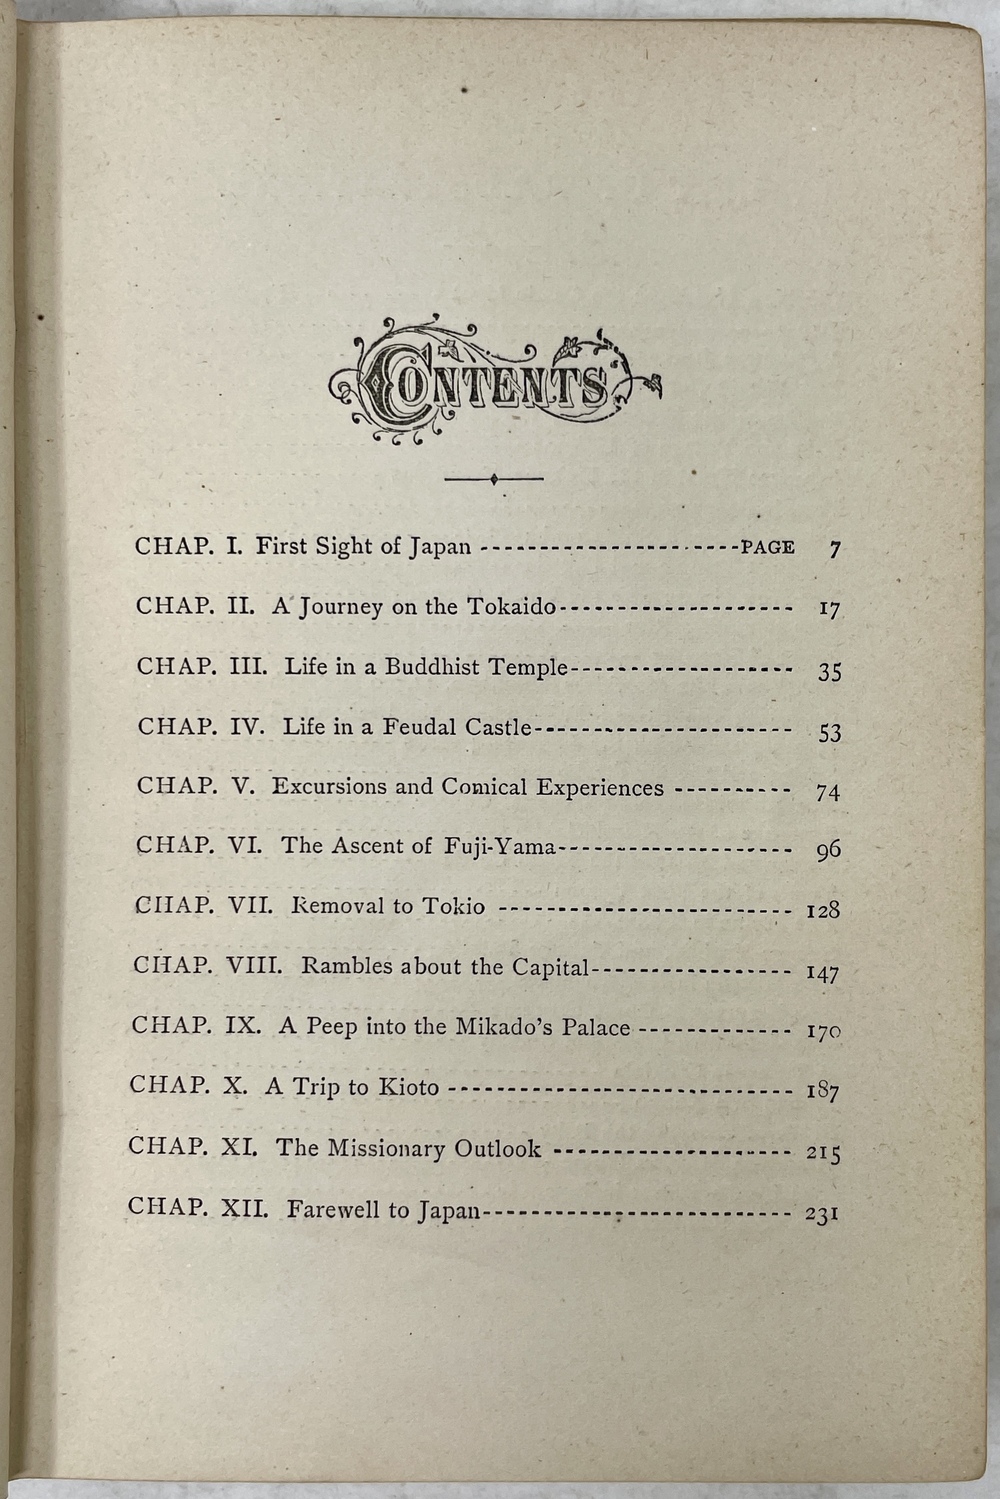 CONTENTS
CHAP. I. First Sight of Japan ----------------------PAGE 7
CHAP. II. A Journey on the Tokaido-------------------- 17
CHAP. III. Life in a Buddhist Temple------------------- 35
CHAP. IV. Life in a Feudal Castle---------------------- 53
CHAP. V. Excursions and Comical Experiences ---------- 74
CHAP. VI. The Ascent of Fuji-Yama-------------------- 96
CHAP. VII. Removal to Tokio ------------------------- 128
CHAP. VIII. Rambles about the Capital----------------- 147
CHAP. IX. A Peep into the Mikado's Palace ------------- 170
CHAP. X. A Trip to Kioto ----------------------------- 187
CHAP. XI. The Missionary Outlook -------------------- 215
CHAP. XII. Farewell to Japan-------------------------- 231